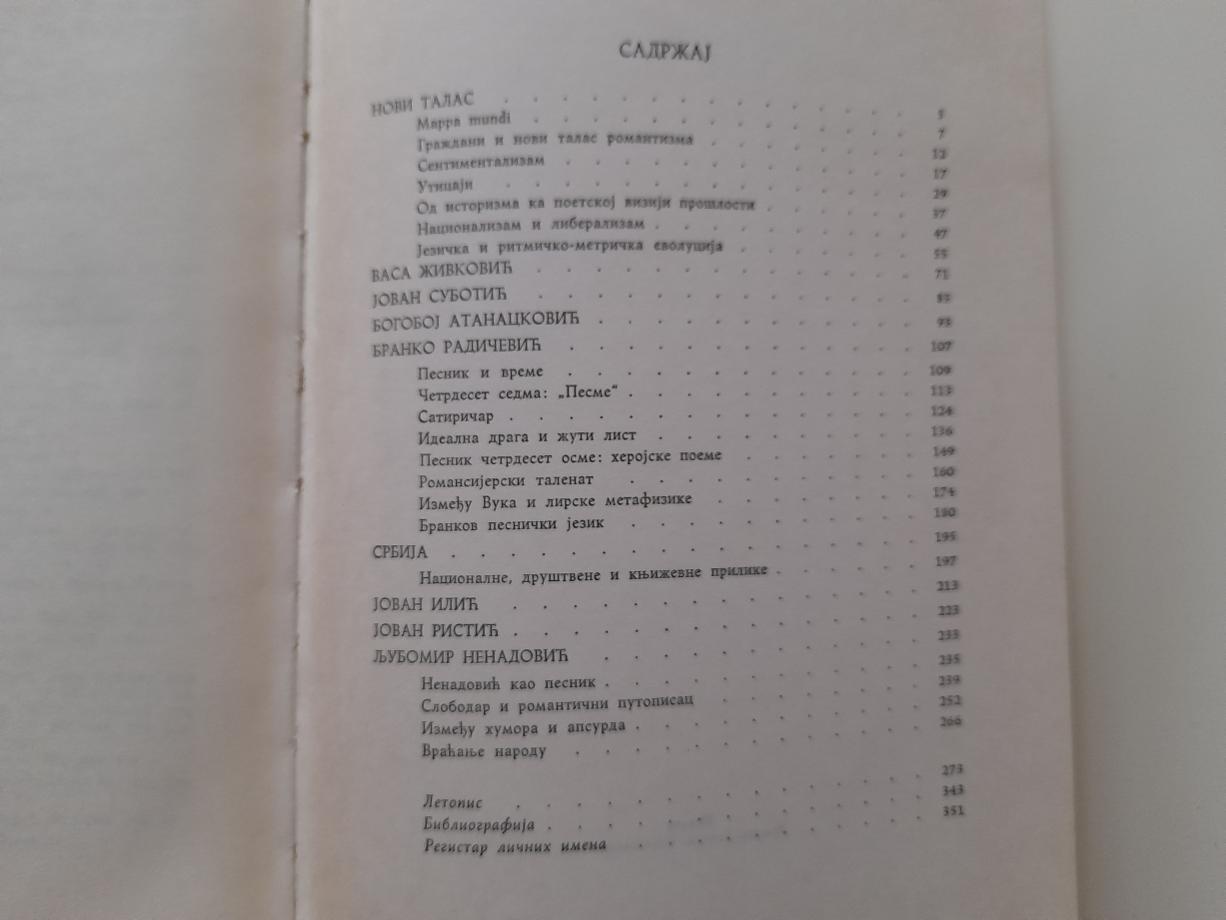 САДРЖАЈ
НОВИ ТАЛАС . . . . . . . . . . . . . . 5
Mappa mundi . . . . . . . . . . . . . 7
Грађани и нови талас романтизма . . . . . . . 12
Сентиментализам . . . . . . . . . . . . 17
Утицаји . . . . . . . . . . . . . . 29
Од историзма ка поетској визији прошлости . . . . . 37
Национализам и либерализам . . . . . . . . . 47
Језичка и ритмичко-метричка еволуција . . . . . . 55
ВАСА ЖИВКОВИЋ . . . . . . . . . . . . . 71
ЈОВАН СУБОТИЋ . . . . . . . . . . . . . 83
БОГОБОЈ АТАНАЦКОВИЋ . . . . . . . . . . . 93
БРАНКО РАДИЧЕВИЋ . . . . . . . . . . . . 107
Песник и време . . . . . . . . . . . . 109
Четрдесет седма: „Песме“ . . . . . . . . . . 113
Сатиричар . . . . . . . . . . . . . . 124
Идеална драга и жути лист . . . . . . . . . 136
Песник четрдесет осме: херојске поеме . . . . . . 149
Романсијерски таленат . . . . . . . . . . 160
Између Вука и лирске метафизике . . . . . . . 174
Бранков песнички језик . . . . . . . . . . 180
СРБИЈА . . . . . . . . . . . . . . . . 195
Националне, друштвене и књижевне прилике . . . . . 197
ЈОВАН ИЛИЋ . . . . . . . . . . . . . . 213
ЈОВАН РИСТИЋ . . . . . . . . . . . . . . 223
ЉУБОМИР НЕНАДОВИЋ . . . . . . . . . . . 233
Ненадовић као песник . . . . . . . . . . . 235
Слободар и романтични путописац . . . . . . . 239
Између хумора и апсурда . . . . . . . . . . 252
Враћање народу . . . . . . . . . . . . 266
Летопис . . . . . . . . . . . . . . 273
Библиографија . . . . . . . . . . . . . 343
Регистар личних имена . . . . . . . . . . 351